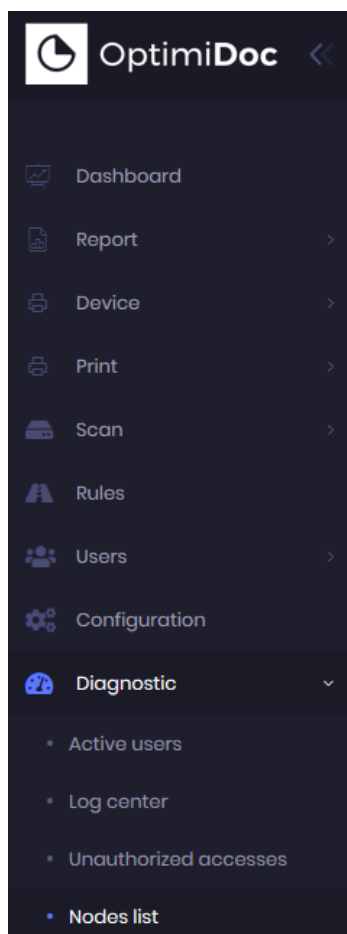 OptimiDoc
Dashboard
Report
Device
Print
Scan
Rules
Users
Configuration
Diagnostic
Active users
Log center
Unauthorized accesses
Nodes list